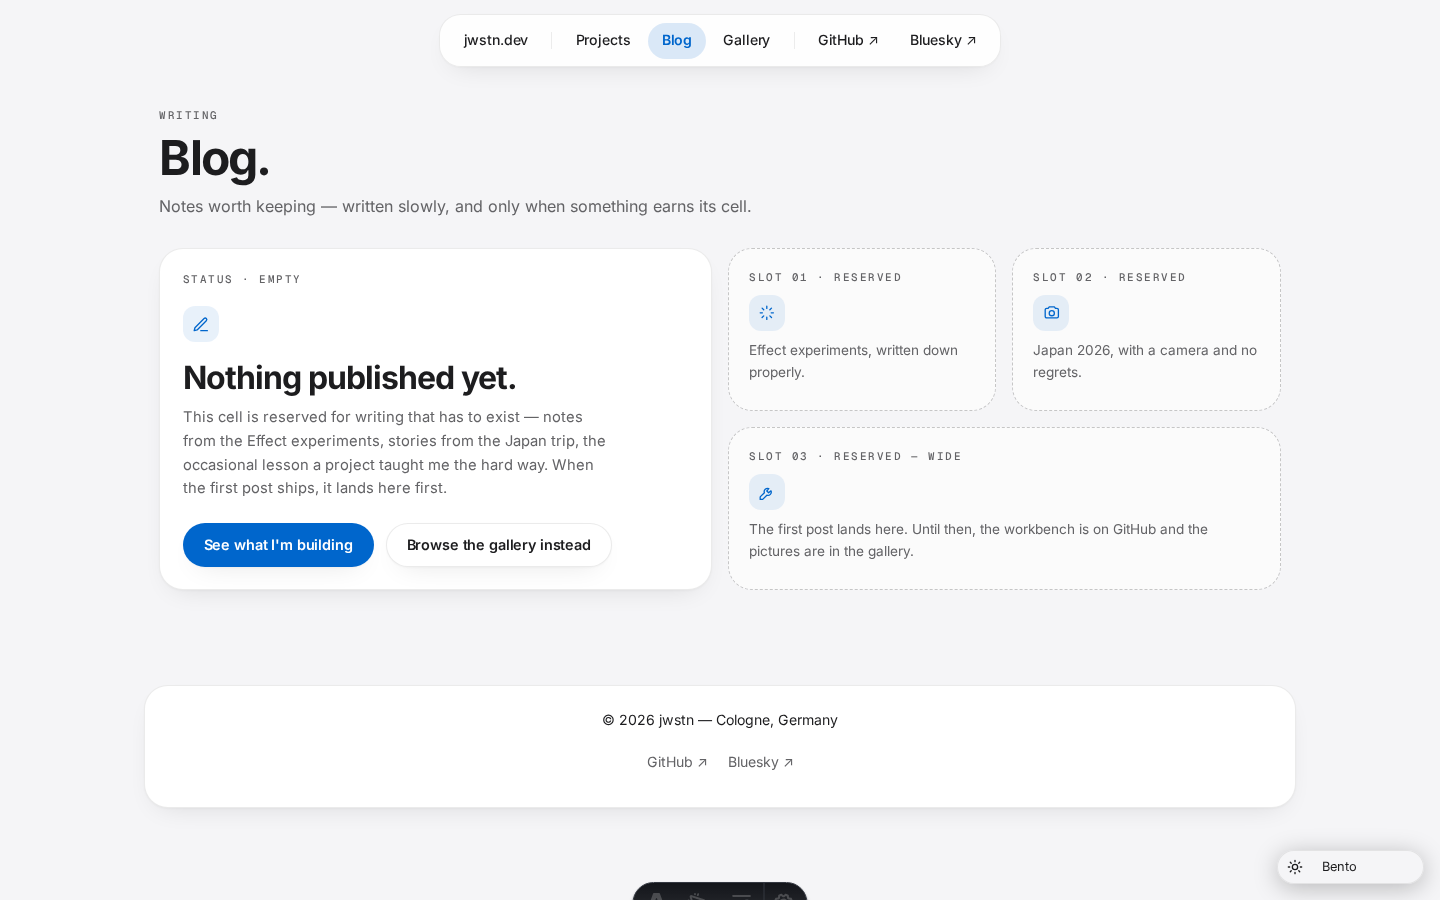 jwstn.dev
Projects
Blog
Gallery
GitHub ↗
Bluesky ↗
WRITING
Blog.
Notes worth keeping — written slowly, and only when something earns its cell.
STATUS · EMPTY
Nothing published yet.
This cell is reserved for writing that has to exist — notes
from the Effect experiments, stories from the Japan trip, the
occasional lesson a project taught me the hard way. When
the first post ships, it lands here first.
See what I'm building
Browse the gallery instead
SLOT 01 · RESERVED
Effect experiments, written down
properly.
SLOT 02 · RESERVED
Japan 2026, with a camera and no
regrets.
SLOT 03 · RESERVED — WIDE
The first post lands here. Until then, the workbench is on GitHub and the
pictures are in the gallery.
© 2026 jwstn — Cologne, Germany
GitHub ↗
Bluesky ↗
Bento